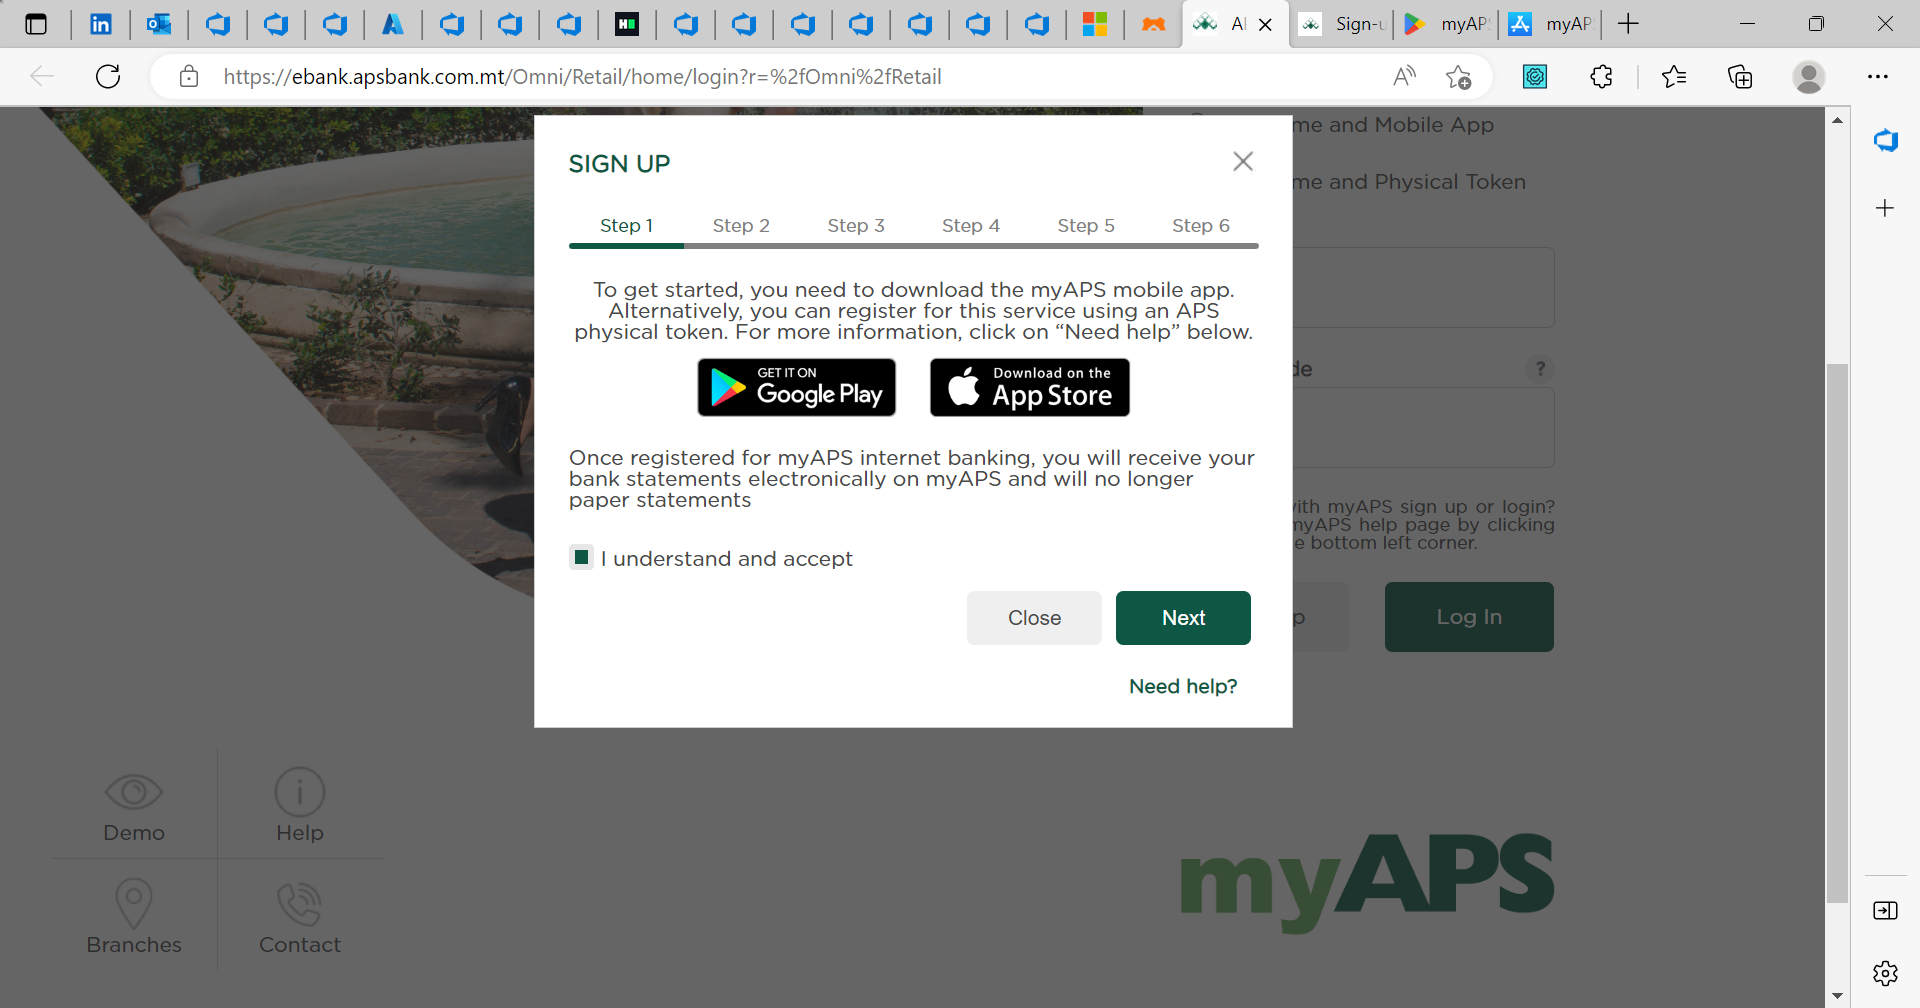 Al
Sign-u
myAPS
myAP
https://ebank.apsbank.com.mt/Omni/Retail/home/login?r=%2fOmni%2fRetail
me and Mobile App
me and Physical Token
SIGN UP
Step 1 Step 2 Step 3 Step 4 Step 5 Step 6
To get started, you need to download the myAPS mobile app.
Alternatively, you can register for this service using an APS
physical token. For more information, click on “Need help” below.
GET IT ON
Google Play
Download on the
App Store
Once registered for myAPS internet banking, you will receive your
bank statements electronically on myAPS and will no longer
paper statements
I understand and accept
Close
Next
Need help?
de
?
with myAPS sign up or login?
myAPS help page by clicking
e bottom left corner.
p
Log In
Demo
Help
Branches
Contact
myAPS